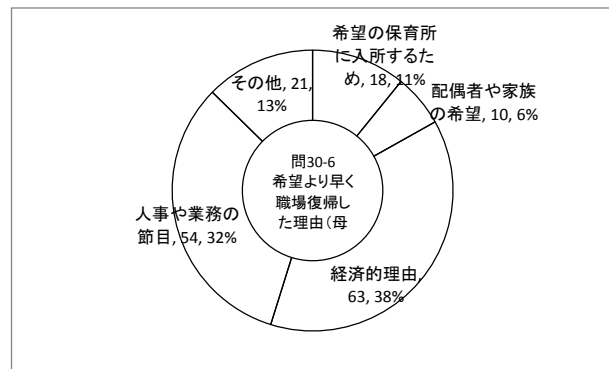 希望の保育所
に入所するた
め, 18, 11%
配偶者や家族
の希望, 10, 6%
経済的理由,
63, 38%
人事や業務の
節目, 54, 32%
その他, 21,
13%
問30-6
希望より早く
職場復帰し
た理由（母